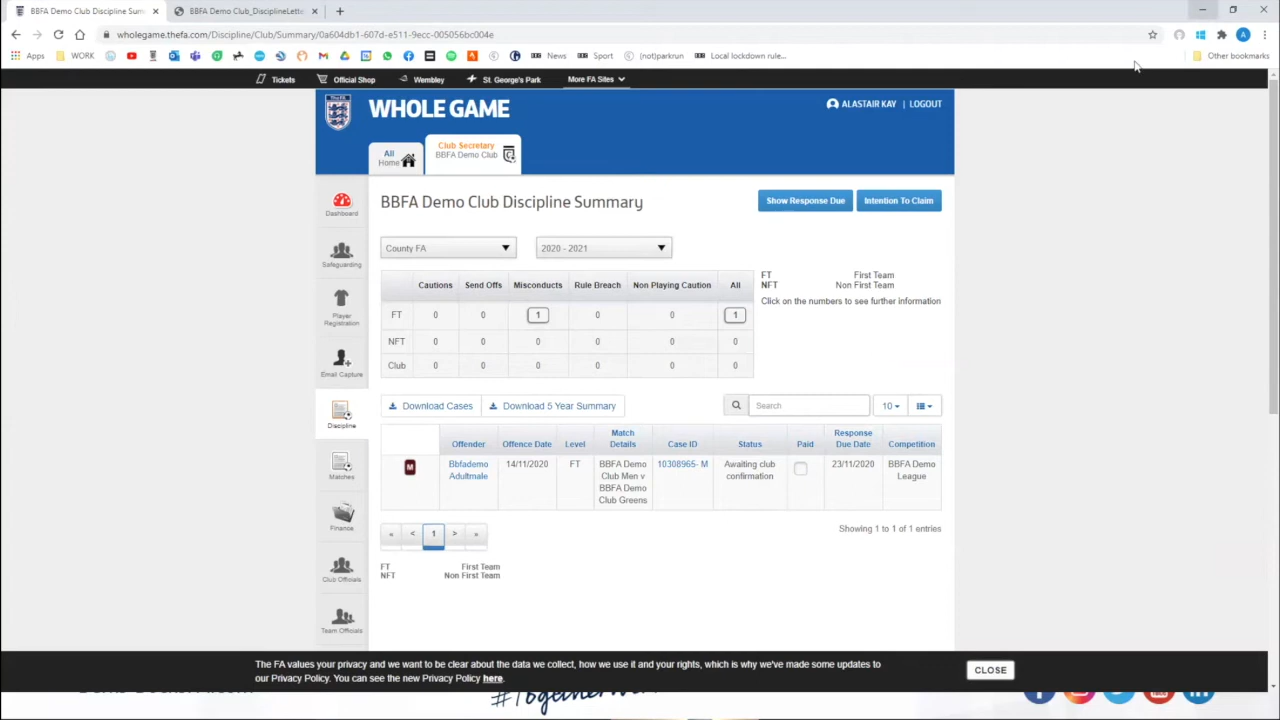 BBFA Demo Club Discipline Sum
BBFA Demo Club_DisciplineLette
wholegame.thefa.com/Discipline/Club/Summary/0a604db1-607d-e511-9ecc-005056bc004e
A
Apps
WORK
News
Sport
(not)parkrun
Local lockdown rule...
Other bookmarks
Tickets
Official Shop
Wembley
St. George's Park
More FA Sites
WHOLE GAME
ALASTAIR KAY | LOGOUT
All
Home
Club Secretary
BBFA Demo Club
Dashboard
Safeguarding
Player
Registration
Email Capture
Discipline
Matches
Finance
Club Officials
Team Officials
BBFA Demo Club Discipline Summary
Show Response Due
Intention To Claim
County FA
2020 - 2021
Cautions Send Offs Misconducts Rule Breach Non Playing Caution All
FT 0 0 1 0 0 1
NFT 0 0 0 0 0 0
Club 0 0 0 0 0 0
FT First Team
NFT Non First Team
Click on the numbers to see further information
Download Cases
Download 5 Year Summary
Search
10
Offender Offence Date Level Match Details Case ID Status Paid Response Due Date Competition
M
Bbfademo
Adultmale
14/11/2020
FT
BBFA Demo
Club Men v
BBFA Demo
Club Greens
10308965- M
Awaiting club
confirmation
23/11/2020
BBFA Demo
League
« < 1 > »
Showing 1 to 1 of 1 entries
FT First Team
NFT Non First Team
The FA values your privacy and we want to be clear about the data we collect, how we use it and your rights, which is why we've made some updates to
our Privacy Policy. You can see the new Privacy Policy here.
CLOSE